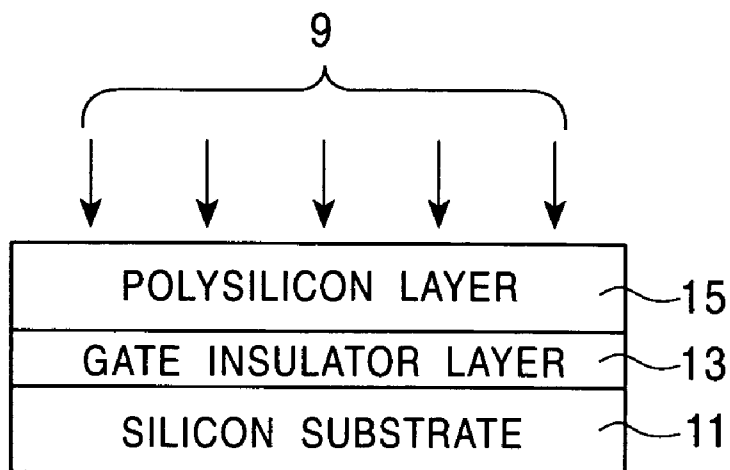 9
POLYSILICON LAYER 15
GATE INSULATOR LAYER 13
SILICON SUBSTRATE 11